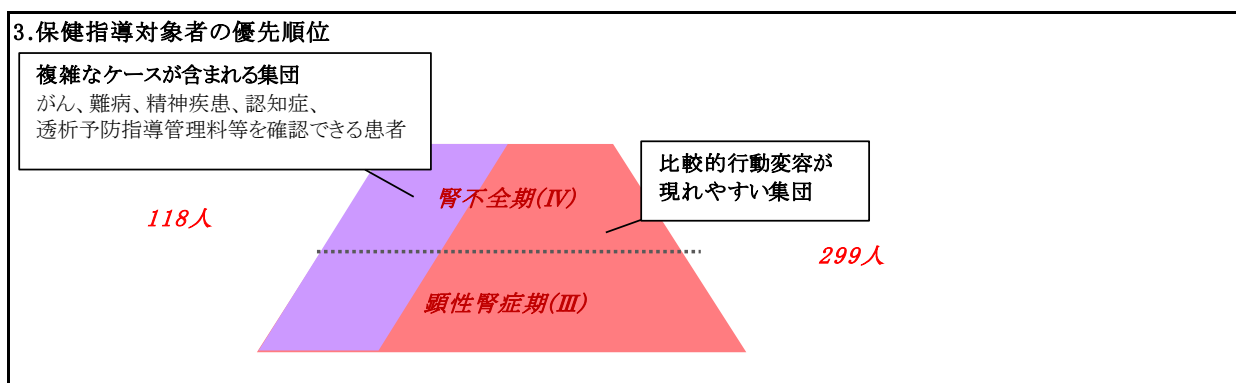 3.保健指導対象者の優先順位
複雑なケースが含まれる集団
がん、難病、精神疾患、認知症、
透析予防指導管理料等を確認できる患者
比較的行動変容が
現れやすい集団
腎不全期(Ⅳ)
118人
299人
顕性腎症期(Ⅲ)